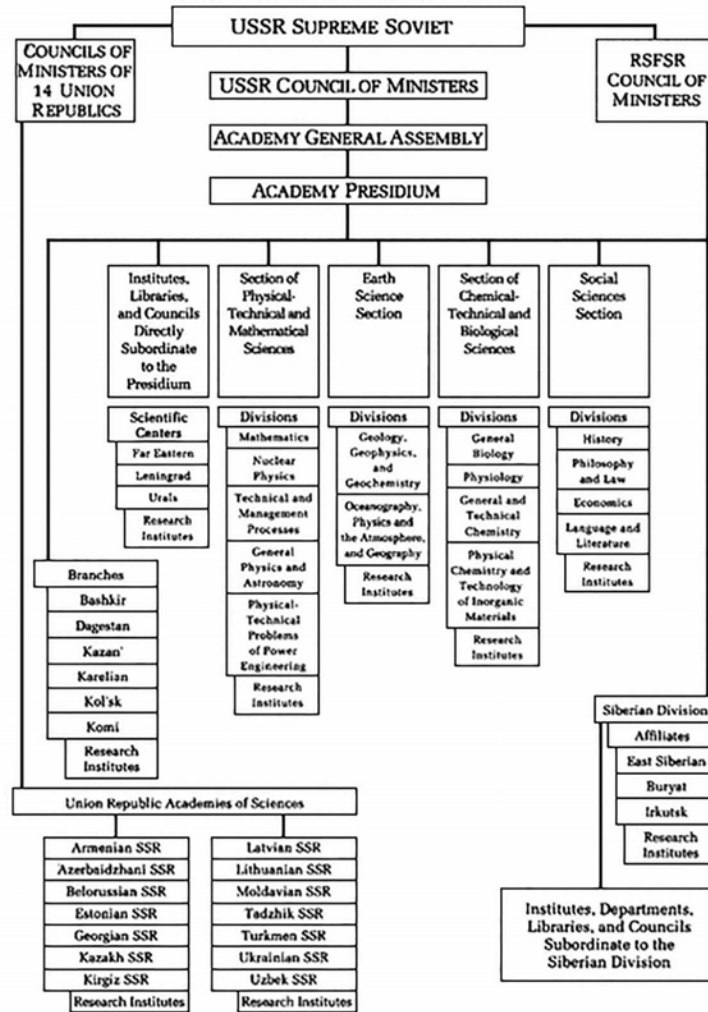 USSR SUPREME SOVIET
COUNCILS OF
MINISTERS OF
14 UNION
REPUBLICS
RSFSR
COUNCIL OF
MINISTERS
USSR COUNCIL OF MINISTERS
ACADEMY GENERAL ASSEMBLY
ACADEMY PRESIDIUM
Institutes,
Libraries,
and Councils
Directly
Subordinate
to the
Presidium
Section of
Physical-
Technical and
Mathematical
Sciences
Earth
Science
Section
Section of
Chemical-
Technical and
Biological
Sciences
Social
Sciences
Section
Scientific
Centers
Far Eastern
Leningrad
Urals
Research
Institutes
Divisions
Mathematics
Nuclear
Physics
Technical and
Management
Processes
General
Physics and
Astronomy
Physical-
Technical
Problems
of Power
Engineering
Research
Institutes
Divisions
Geology,
Geophysics,
and
Geochemistry
Oceanography,
Physics and
the Atmosphere,
and Geography
Research
Institutes
Divisions
General
Biology
Physiology
General and
Technical
Chemistry
Physical
Chemistry and
Technology
of Inorganic
Materials
Research
Institutes
Divisions
History
Philosophy
and Law
Economics
Language and
Literature
Research
Institutes
Branches
Bashkir
Dagestan
Kazan'
Karelian
Kol'sk
Komi
Research
Institutes
Siberian Division
Affiliates
East Siberian
Buryat
Irkutsk
Research
Institutes
Union Republic Academies of Sciences
Armenian SSR
Azerbaidzhani SSR
Belorussian SSR
Estonian SSR
Georgian SSR
Kazakh SSR
Kirgiz SSR
Research Institutes
Latvian SSR
Lithuanian SSR
Moldavian SSR
Tadzhik SSR
Turkmen SSR
Ukrainian SSR
Uzbek SSR
Research Institutes
Institutes, Departments,
Libraries, and Councils
Subordinate to the
Siberian Division